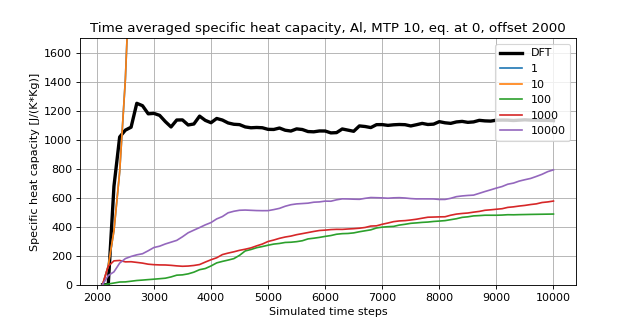 Time averaged specific heat capacity, Al, MTP 10, eq. at 0, offset 2000
Specific heat capacity [J/(K*Kg)]
1600
1400
1200
1000
800
600
400
200
0
DFT
1
10
100
1000
10000
2000 3000 4000 5000 6000 7000 8000 9000 10000
Simulated time steps